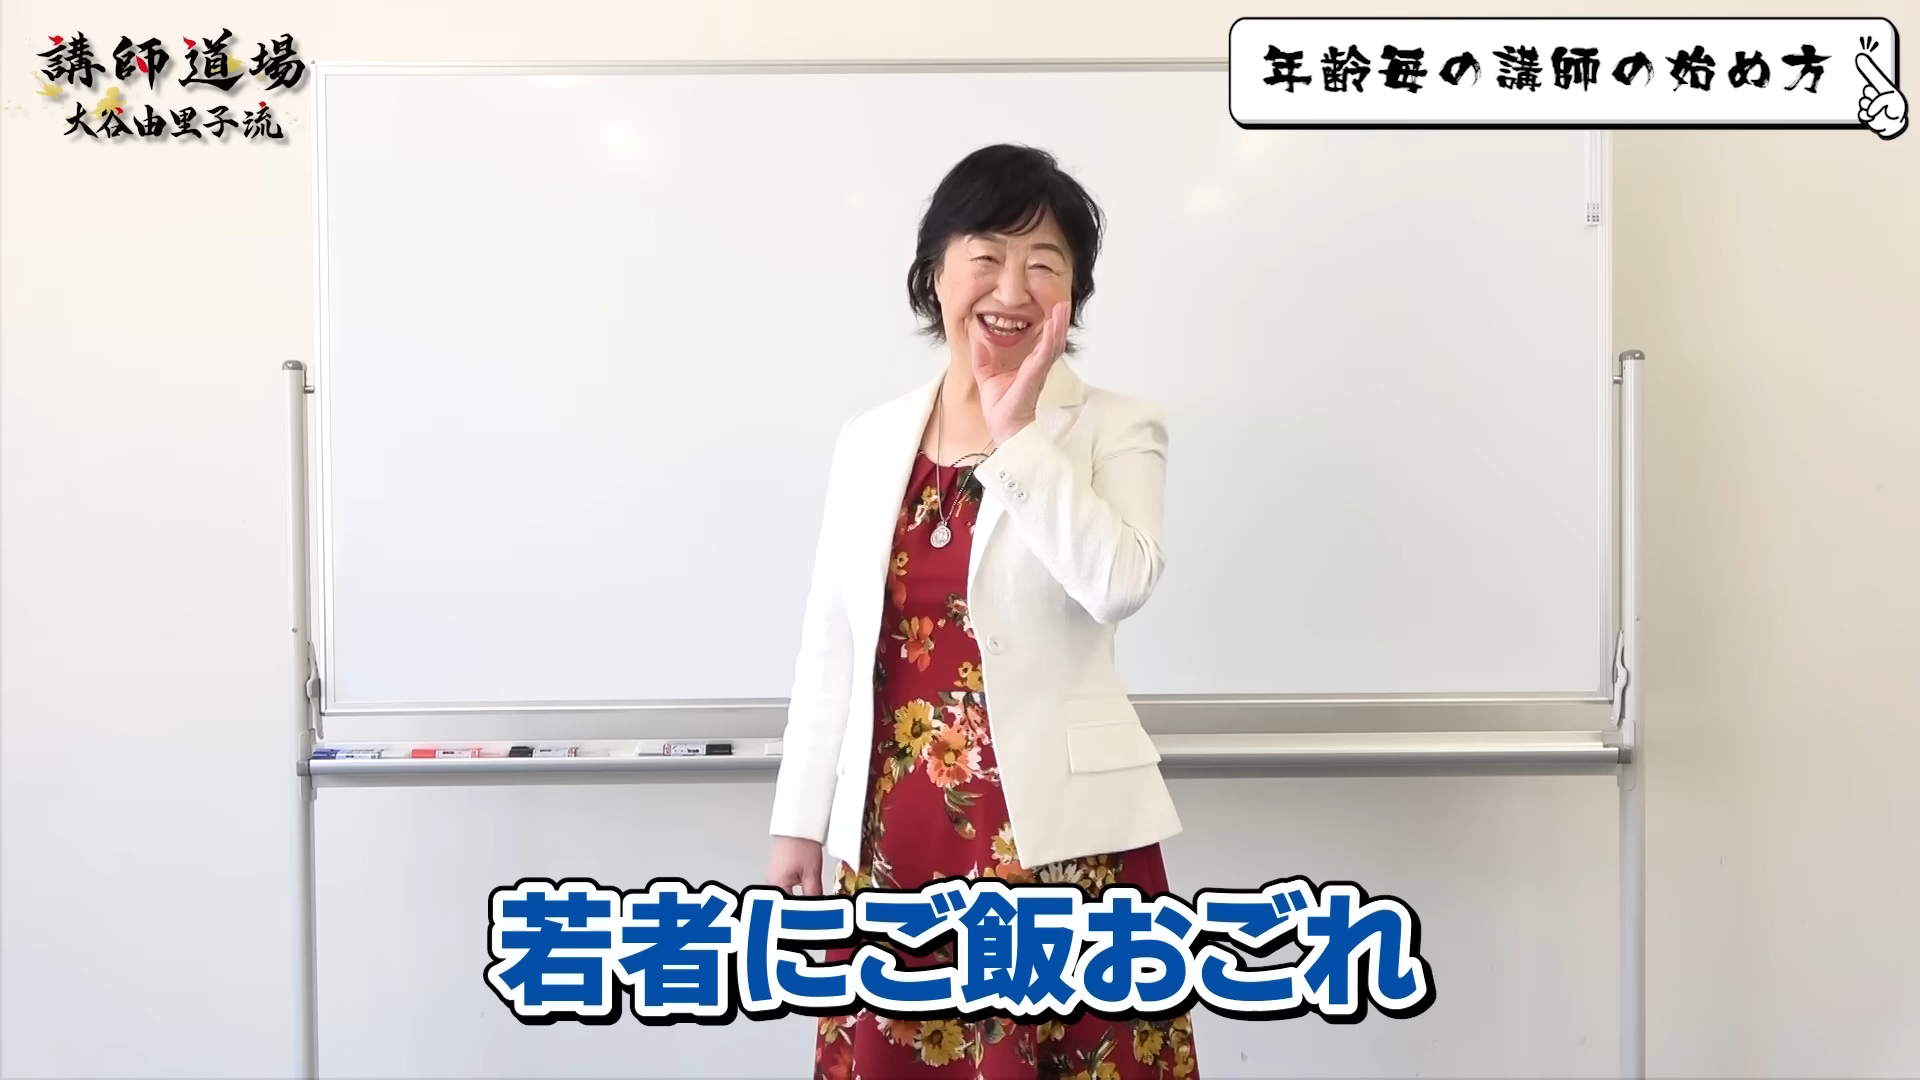 講師道場
大谷由里子流
年齢毎の講師の始め方
若者にご飯おごれ